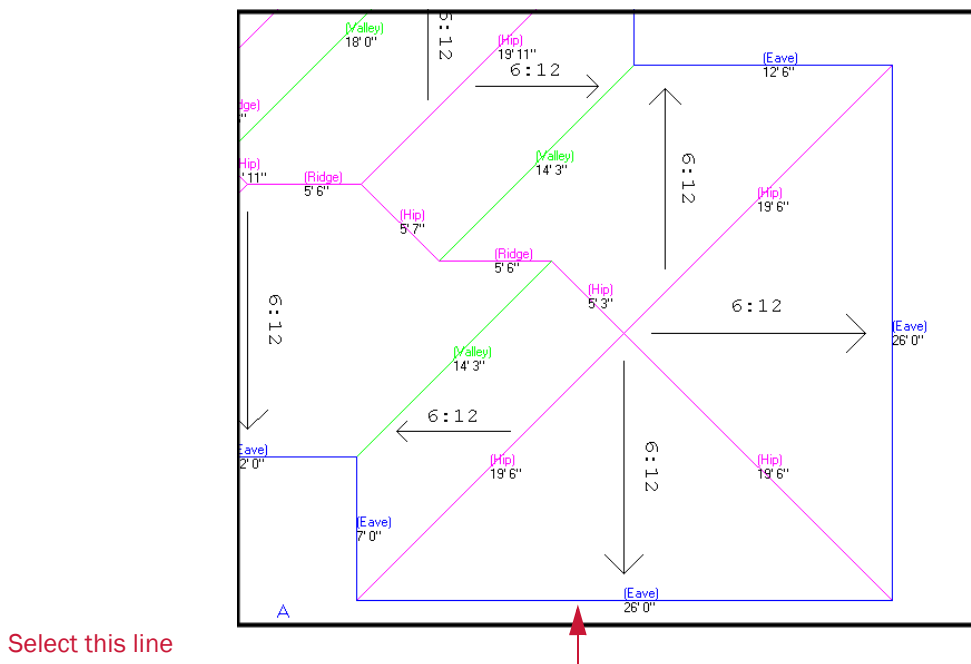 (Valley)
18' 0"
6:12
(Hip)
19' 11"
6:12
(Eave)
12' 6"
dge)
(Valley)
14' 3"
6:12
Hip)
' 11"
(Ridge)
5' 6"
(Hip)
19' 6"
(Hip)
5' 7"
(Ridge)
5' 6"
(Hip)
5' 3"
6:12
6:12
(Eave)
26' 0"
(Valley)
14' 3"
6:12
Eave)
2' 0"
(Hip)
19' 6"
6:12
(Hip)
19' 6"
(Eave)
7' 0"
(Eave)
26' 0"
A
Select this line